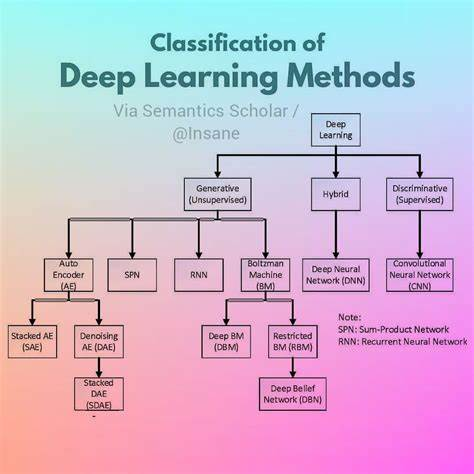 Classification of
Deep Learning Methods
Via Semantics Scholar /
@Insane
Deep
Learning
Generative
(Unsupervised)
Hybrid
Discriminative
(Supervised)
Auto
Encoder
(AE)
SPN
RNN
Boltzman
Machine
(BM)
Deep Neural
Network (DNN)
Convolutional
Neural Network
(CNN)
Stacked AE
(SAE)
Denoising
AE (DAE)
Deep BM
(DBM)
Restricted
BM (RBM)
Note:
SPN: Sum-Product Network
RNN: Recurrent Neural Network
Stacked
DAE
(SDAE)
Deep Belief
Network (DBN)